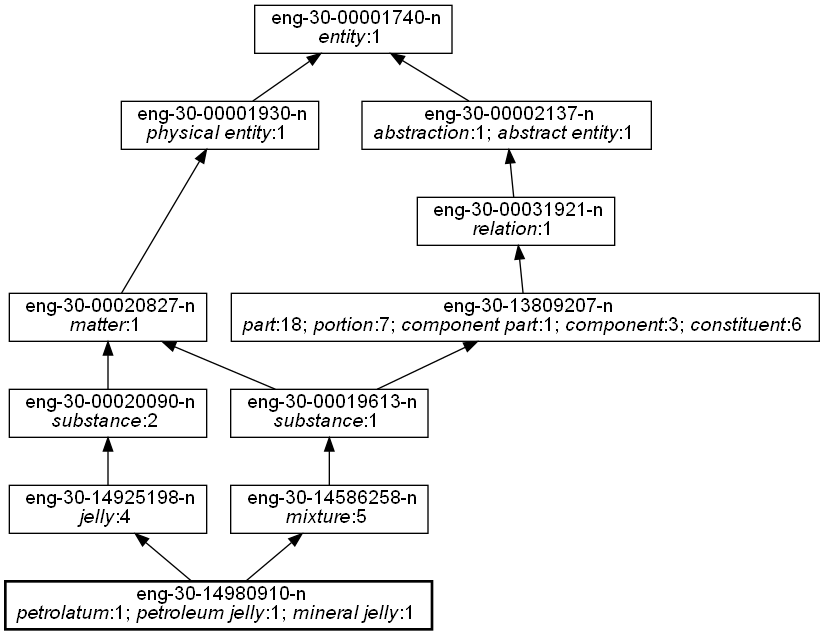 eng-30-00001740-n
entity:1
eng-30-00001930-n
physical entity:1
eng-30-00002137-n
abstraction:1; abstract entity:1
eng-30-00031921-n
relation:1
eng-30-00020827-n
matter:1
eng-30-13809207-n
part:18; portion:7; component part:1; component:3; constituent:6
eng-30-00020090-n
substance:2
eng-30-00019613-n
substance:1
eng-30-14925198-n
jelly:4
eng-30-14586258-n
mixture:5
eng-30-14980910-n
petrolatum:1; petroleum jelly:1; mineral jelly:1